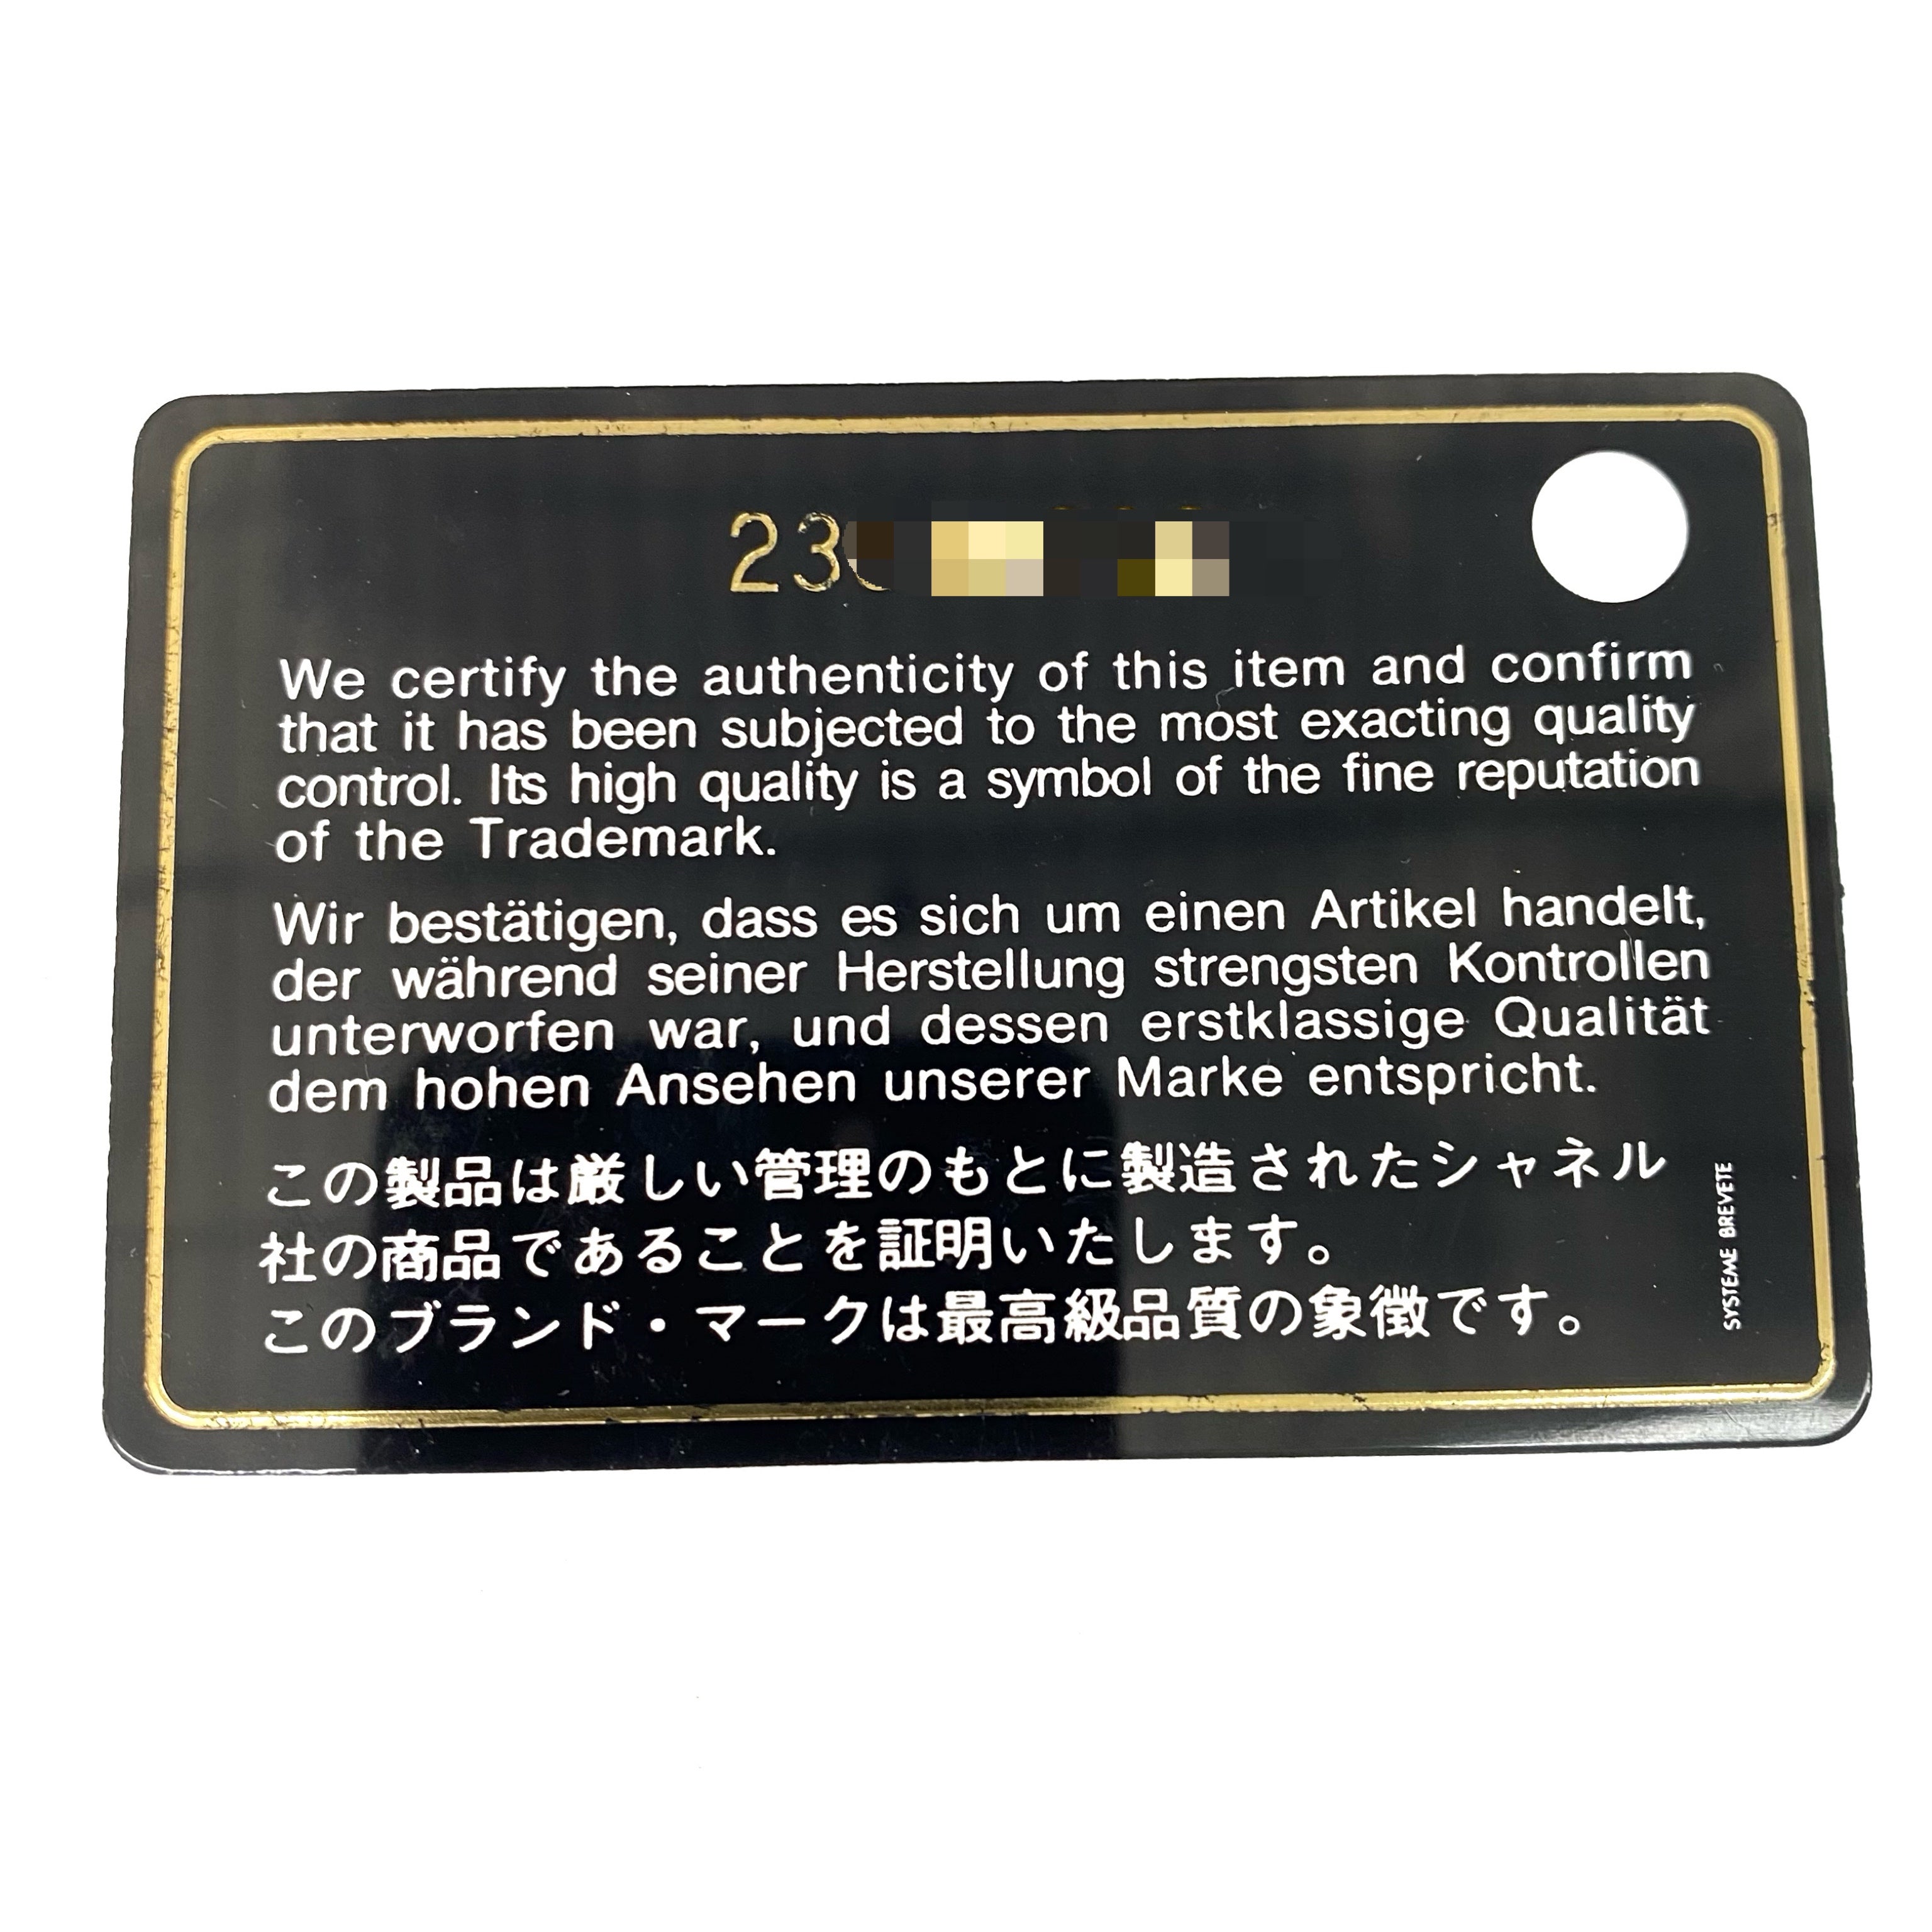 23
We certify the authenticity of this item and confirm
that it has been subjected to the most exacting quality
control. Its high quality is a symbol of the fine reputation
of the Trademark.
Wir bestätigen, dass es sich um einen Artikel handelt,
der während seiner Herstellung strengsten Kontrollen
unterworfen war, und dessen erstklassige Qualität
dem hohen Ansehen unserer Marke entspricht.
この製品は厳しい管理のもとに製造されたシャネル
社の商品であることを証明いたします。
このブランド・マークは最高級品質の象徴です。
SYSTEME BREVETE